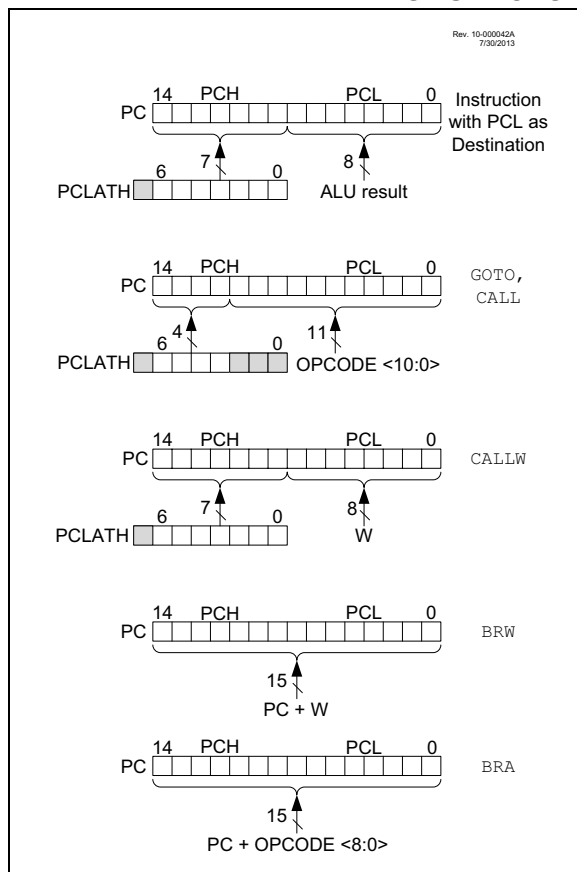 Rev. 10-000042A
7/30/2013
14 PCH PCL 0
PC
Instruction
with PCL as
Destination
7 8
6 0
PCLATH
ALU result
14 PCH PCL 0
PC
GOTO,
CALL
4 11
6 0
PCLATH
OPCODE <10:0>
14 PCH PCL 0
PC
CALLW
7 8
6 0
PCLATH
W
14 PCH PCL 0
PC
BRW
15
PC + W
14 PCH PCL 0
PC
BRA
15
PC + OPCODE <8:0>